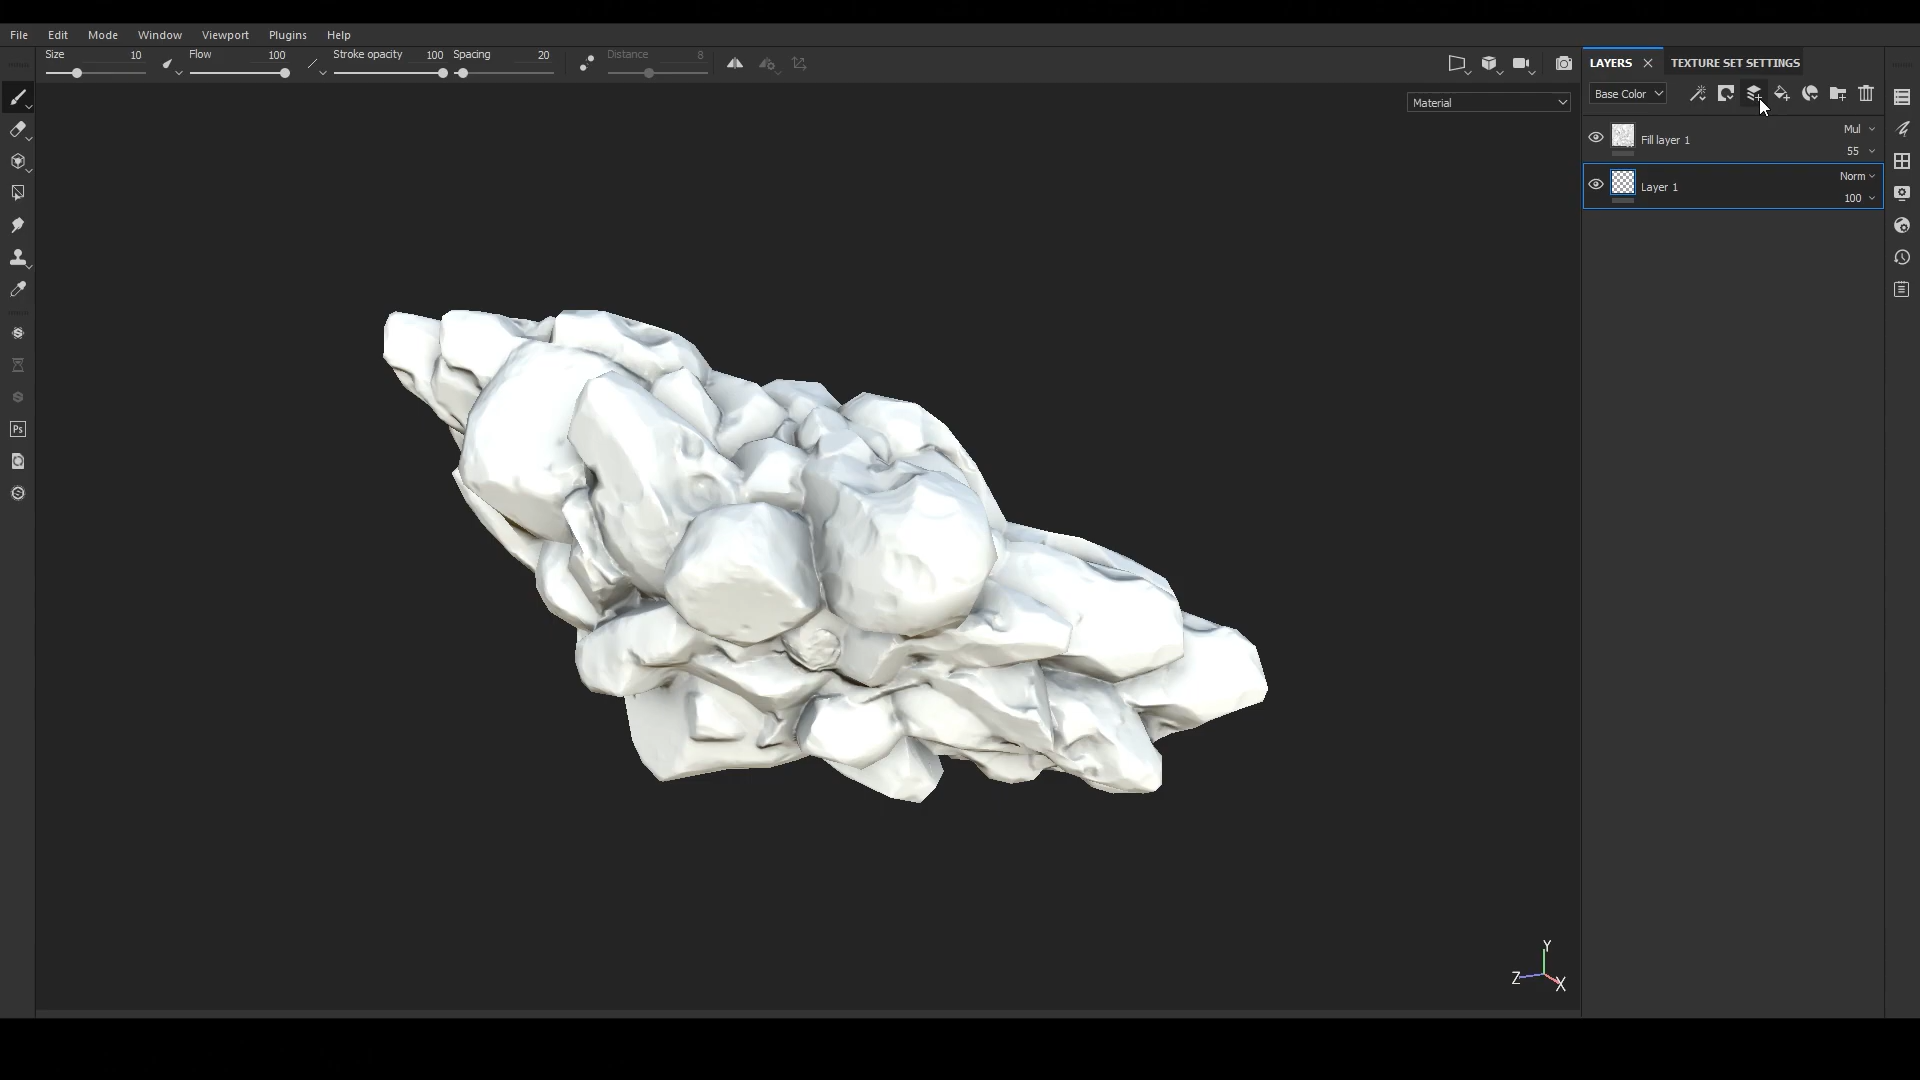 File Edit Mode Window Viewport Plugins Help
Size 10 Flow 100 Stroke opacity 100 Spacing 20 Distance 8
LAYERS TEXTURE SET SETTINGS
Base Color
Material
Mul
Fill layer 1
55
Norm
Layer 1
100
Ps
Y
Z
X